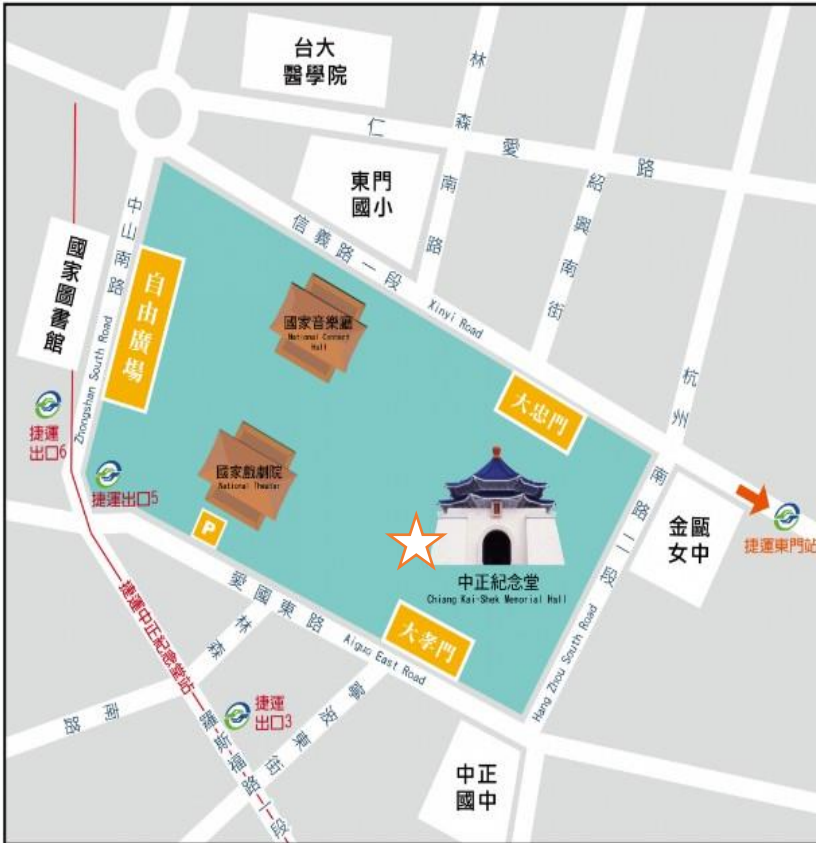 台大
醫學院
林森南路
仁愛路
東門
國小
紹興南街
中山南路
Zhongshan South Road
信義路一段
Xinyi Road
國家圖書館
自由廣場
國家音樂廳
National Concert
Hall
杭州南路二段
Hang Zhou South Road
大忠門
捷運
出口6
捷運出口5
國家戲劇院
National Theater
P
金甌
女中
捷運東門站
中正紀念堂
Chiang Kai-Shek Memorial Hall
愛國東路
Aiguo East Road
大孝門
捷運中正紀念堂站
林森南路
捷運
出口3
寧波東街
羅斯福路一段
中正
國中